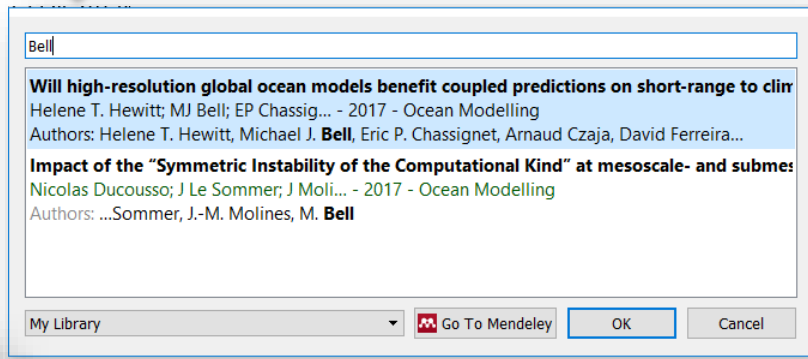 Bell
Will high-resolution global ocean models benefit coupled predictions on short-range to clim
Helene T. Hewitt; MJ Bell; EP Chassig... - 2017 - Ocean Modelling
Authors: Helene T. Hewitt, Michael J. Bell, Eric P. Chassignet, Arnaud Czaja, David Ferreira...
Impact of the “Symmetric Instability of the Computational Kind” at mesoscale- and submes
Nicolas Ducousso; J Le Sommer; J Moli... - 2017 - Ocean Modelling
Authors: ...Sommer, J.-M. Molines, M. Bell
My Library Go To Mendeley OK Cancel